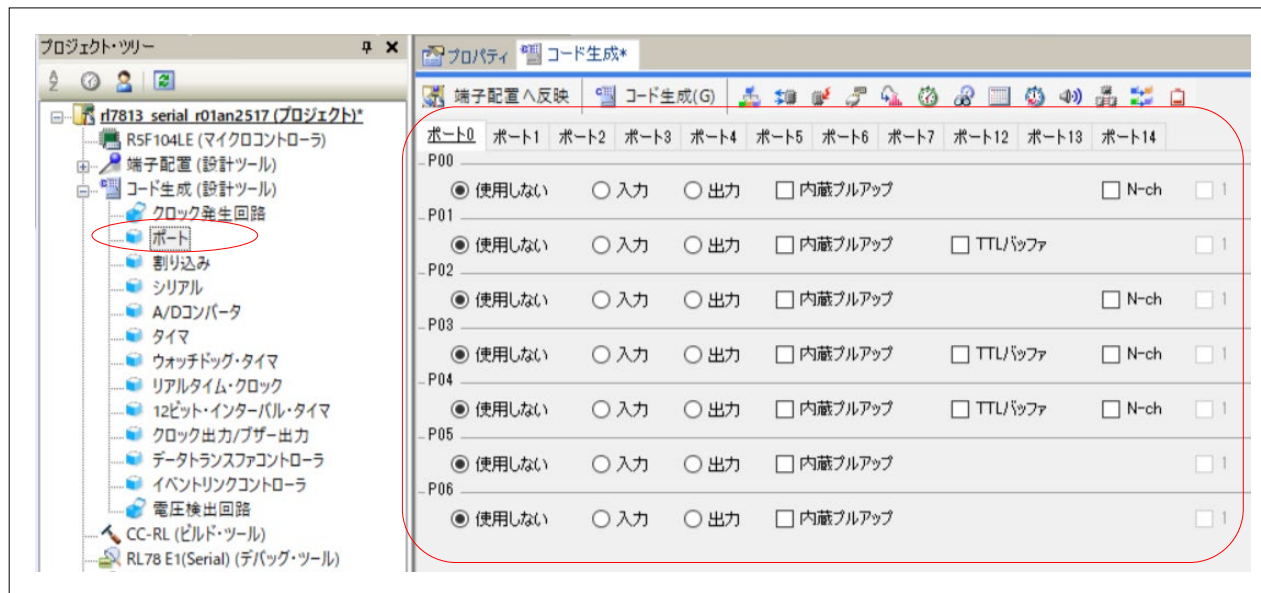 プロジェクト・ツリー
rl7813_serial_r01an2517 (プロジェクト)*
R5F104LE (マイクロコントローラ)
端子配置 (設計ツール)
コード生成 (設計ツール)
クロック発生回路
ポート
割り込み
シリアル
A/Dコンバータ
タイマ
ウォッチドッグ・タイマ
リアルタイム・クロック
12ビット・インターバル・タイマ
クロック出力/ブザー出力
データトランスファコントローラ
イベントリンクコントローラ
電圧検出回路
CC-RL (ビルド・ツール)
RL78 E1(Serial) (デバッグ・ツール)
プロパティ コード生成*
端子配置へ反映 コード生成(G)
ポート0 ポート1 ポート2 ポート3 ポート4 ポート5 ポート6 ポート7 ポート12 ポート13 ポート14
P00
使用しない 入力 出力 内蔵プルアップ N-ch 1
P01
使用しない 入力 出力 内蔵プルアップ TTLバッファ 1
P02
使用しない 入力 出力 内蔵プルアップ N-ch 1
P03
使用しない 入力 出力 内蔵プルアップ TTLバッファ N-ch 1
P04
使用しない 入力 出力 内蔵プルアップ TTLバッファ N-ch 1
P05
使用しない 入力 出力 内蔵プルアップ 1
P06
使用しない 入力 出力 内蔵プルアップ 1